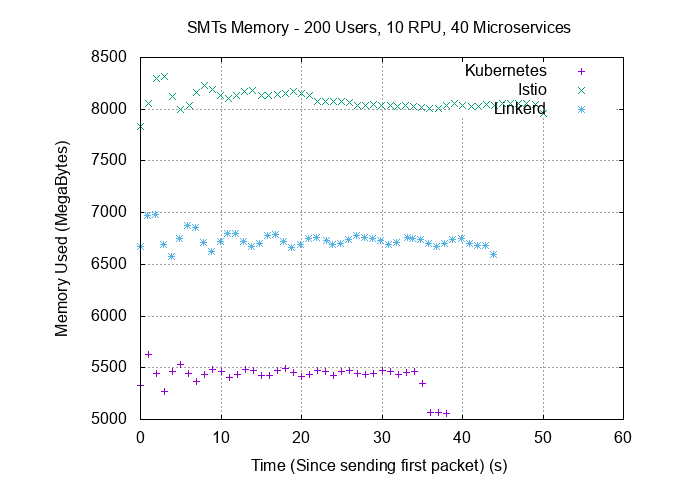 SMTs Memory - 200 Users, 10 RPU, 40 Microservices
8500
8000
7500
7000
6500
6000
5500
5000
Memory Used (MegaBytes)
Kubernetes
Istio
Linkerd
0 10 20 30 40 50 60
Time (Since sending first packet) (s)